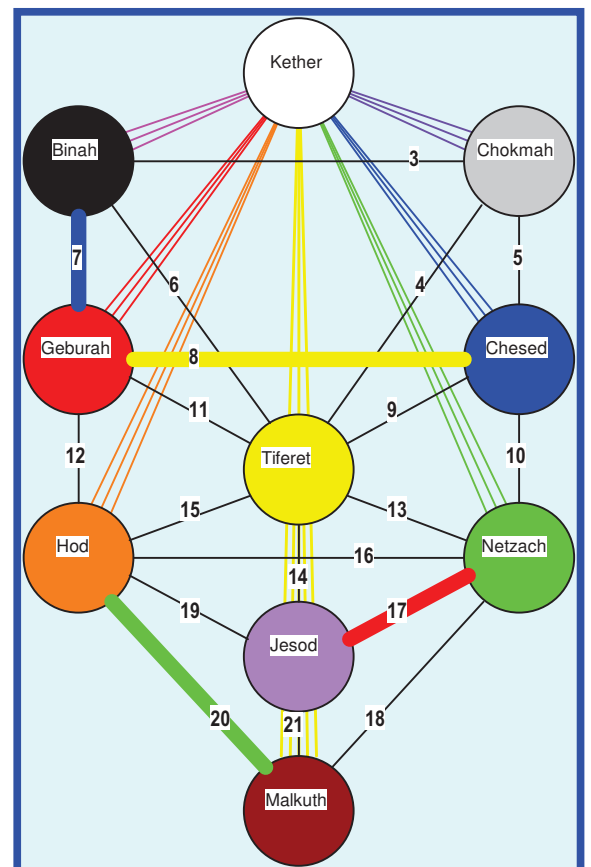 Kether
Binah
Chokmah
3
7
6
4
5
Geburah
8
Chesed
11
9
12
Tiferet
10
15
13
Hod
16
Netzach
14
19
17
Jesod
20
21
18
Malkuth